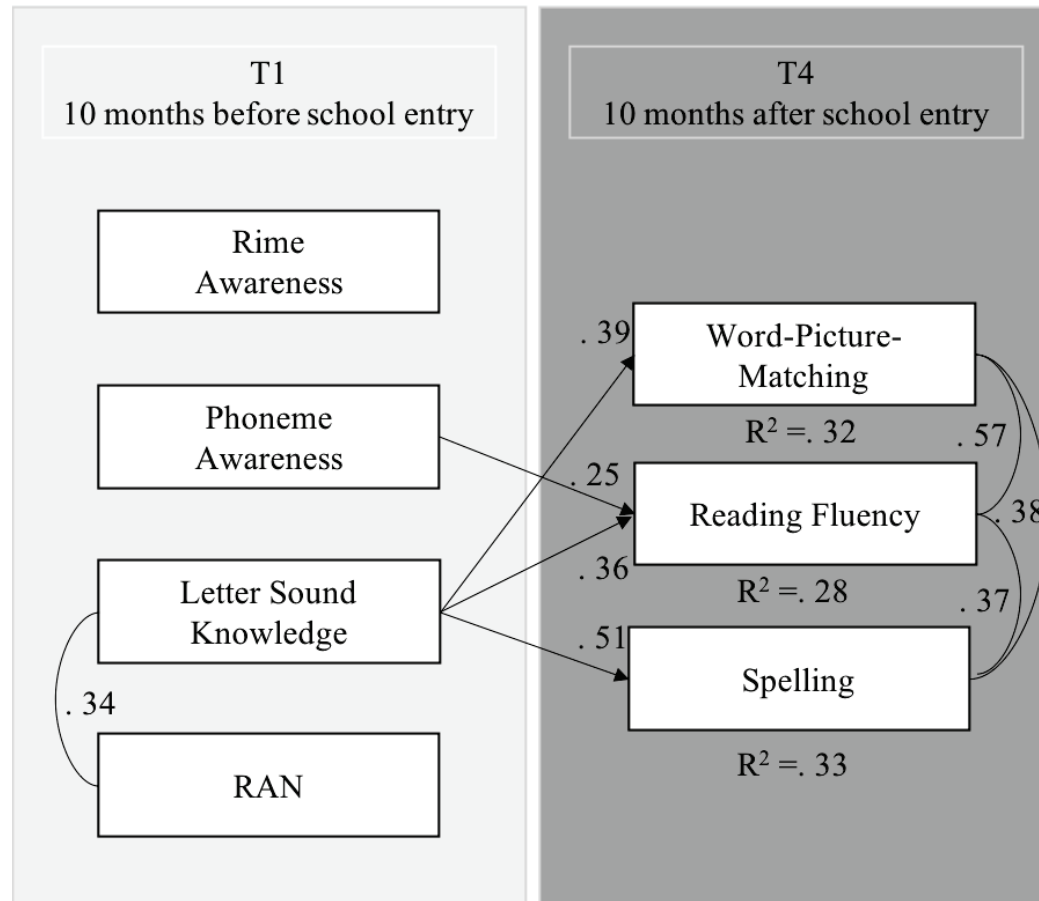 T1
10 months before school entry
Rime
Awareness
Phoneme
Awareness
Letter Sound
Knowledge
. 34
RAN
T4
10 months after school entry
. 39
Word-Picture-
Matching
R² =. 32
. 57
. 25
Reading Fluency
. 38
. 36
R² =. 28
. 37
. 51
Spelling
R² =. 33